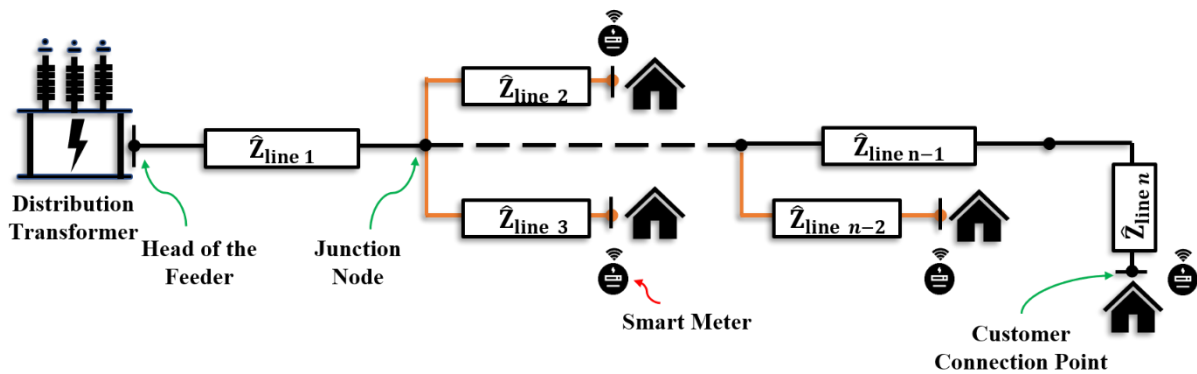 Ẑline 2
Ẑline 1
Ẑline n−1
Ẑline 3
Ẑline n-2
Ẑline n
Distribution
Transformer
Head of the
Feeder
Junction
Node
Smart Meter
Customer
Connection Point